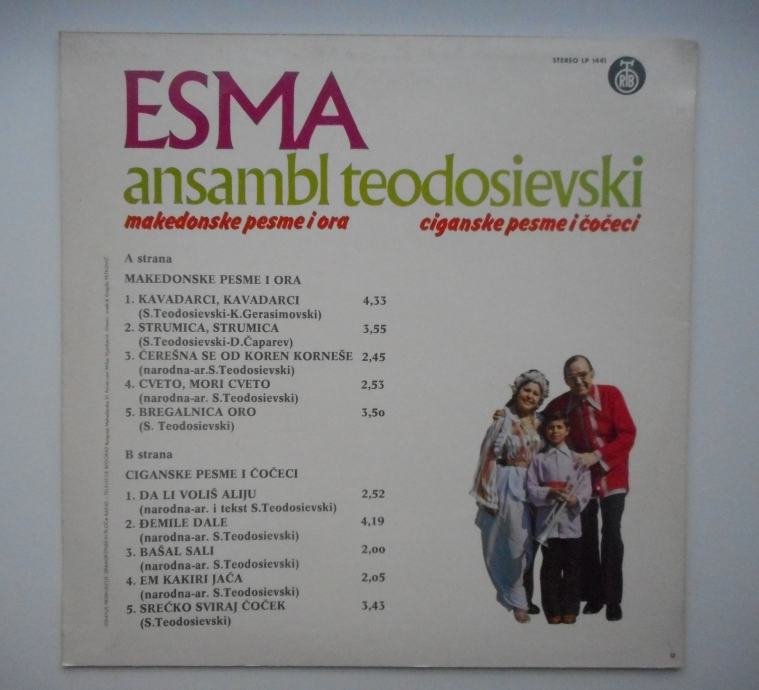 STEREO LP 1441
RTB
ESMA
ansambl teodosievski
makedonske pesme i ora ciganske pesme i čočeci
A strana
MAKEDONSKE PESME I ORA
1. KAVADARCI, KAVADARCI 4,33
(S.Teodosievski-K.Gerasimovski)
2. STRUMICA, STRUMICA 3,55
(S.Teodosievski-D.Čaparev)
3. ČEREŠNA SE OD KOREN KORNEŠE 2,45
(narodna-ar.S.Teodosievski)
4. CVETO, MORI CVETO 2,53
(narodna-ar. S.Teodosievski)
5. BREGALNICA ORO 3,50
(S. Teodosievski)
B strana
CIGANSKE PESME I ČOČECI
1. DA LI VOLIŠ ALIJU 2,52
(narodna-ar. i tekst S.Teodosievski)
2. ĐEMILE DALE 4,19
(narodna-ar. S.Teodosievski)
3. BAŠAL SALI 2,00
(narodna-ar. S.Teodosievski)
4. EM KAKIRI JAČA 2,05
(narodna-ar. S.Teodosievski)
5. SREĆKO SVIRAJ ČOČEK 3,43
(S.Teodosievski)